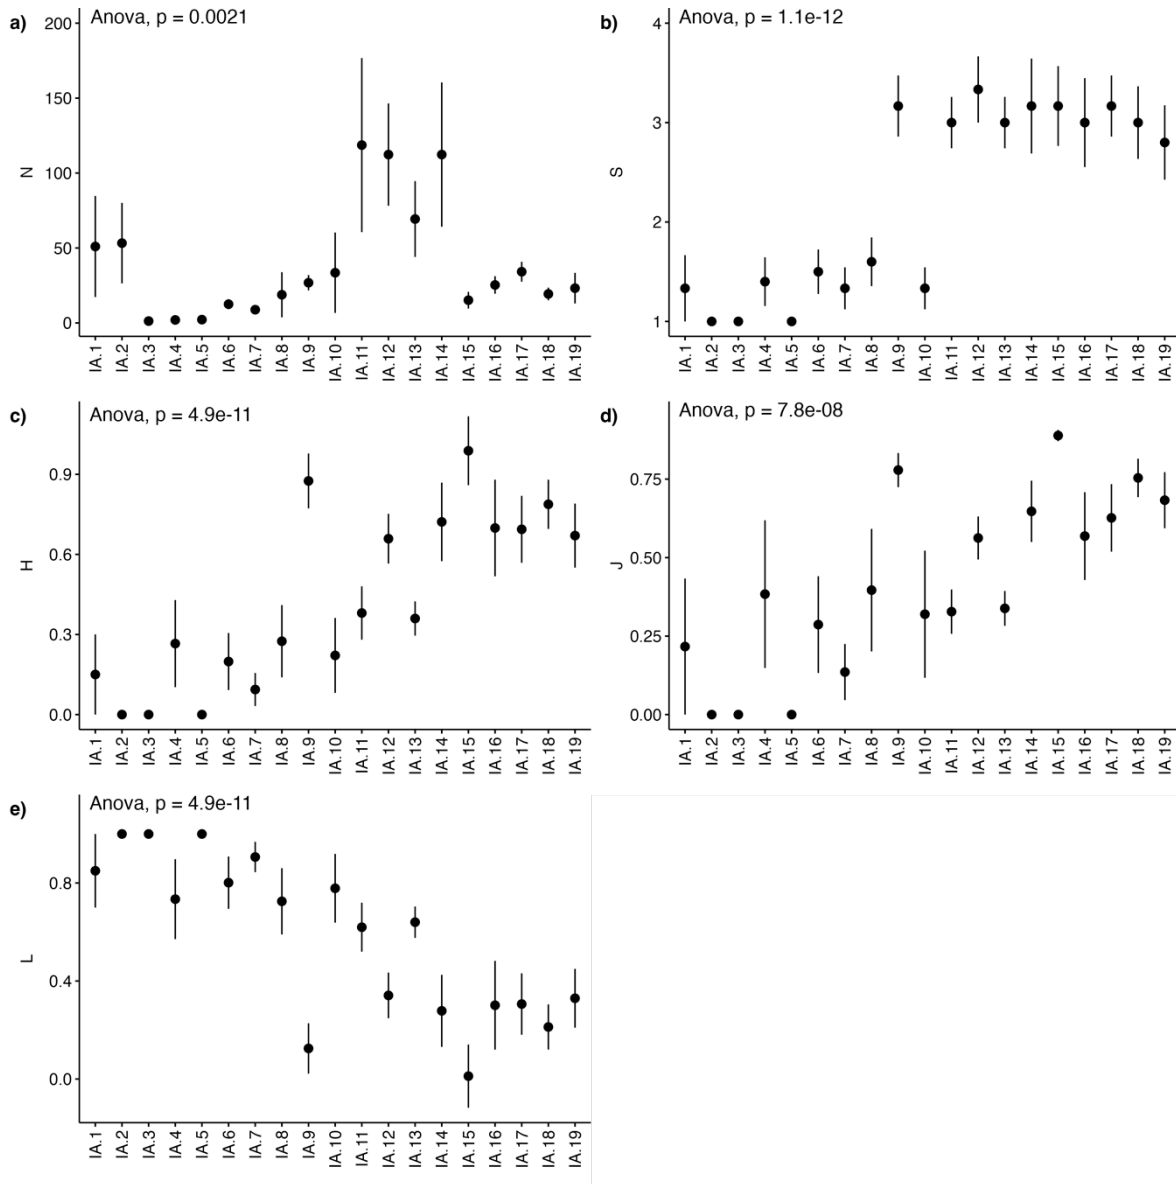 a)
Anova, p = 0.0021
N
200
150
100
50
0
IA.1 IA.2 IA.3 IA.4 IA.5 IA.6 IA.7 IA.8 IA.9 IA.10 IA.11 IA.12 IA.13 IA.14 IA.15 IA.16 IA.17 IA.18 IA.19
b)
Anova, p = 1.1e-12
S
4
3
2
1
IA.1 IA.2 IA.3 IA.4 IA.5 IA.6 IA.7 IA.8 IA.9 IA.10 IA.11 IA.12 IA.13 IA.14 IA.15 IA.16 IA.17 IA.18 IA.19
c)
Anova, p = 4.9e-11
H
0.9
0.6
0.3
0.0
IA.1 IA.2 IA.3 IA.4 IA.5 IA.6 IA.7 IA.8 IA.9 IA.10 IA.11 IA.12 IA.13 IA.14 IA.15 IA.16 IA.17 IA.18 IA.19
d)
Anova, p = 7.8e-08
J
0.75
0.50
0.25
0.00
IA.1 IA.2 IA.3 IA.4 IA.5 IA.6 IA.7 IA.8 IA.9 IA.10 IA.11 IA.12 IA.13 IA.14 IA.15 IA.16 IA.17 IA.18 IA.19
e)
Anova, p = 4.9e-11
L
0.8
0.4
0.0
IA.1 IA.2 IA.3 IA.4 IA.5 IA.6 IA.7 IA.8 IA.9 IA.10 IA.11 IA.12 IA.13 IA.14 IA.15 IA.16 IA.17 IA.18 IA.19